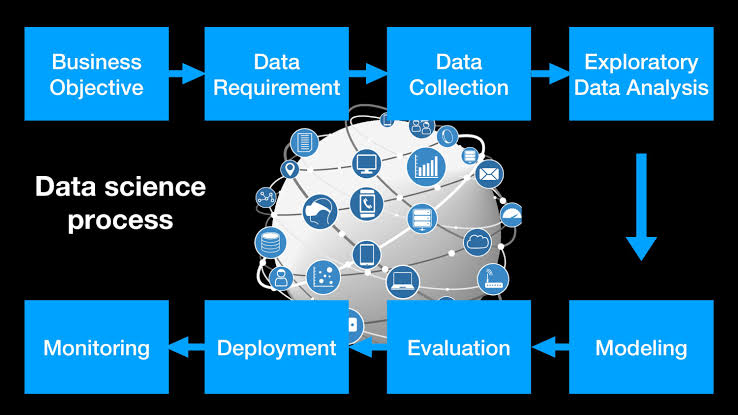 Business
Objective
Data
Requirement
Data
Collection
Exploratory
Data Analysis
Data science
process
Monitoring
Deployment
Evaluation
Modeling